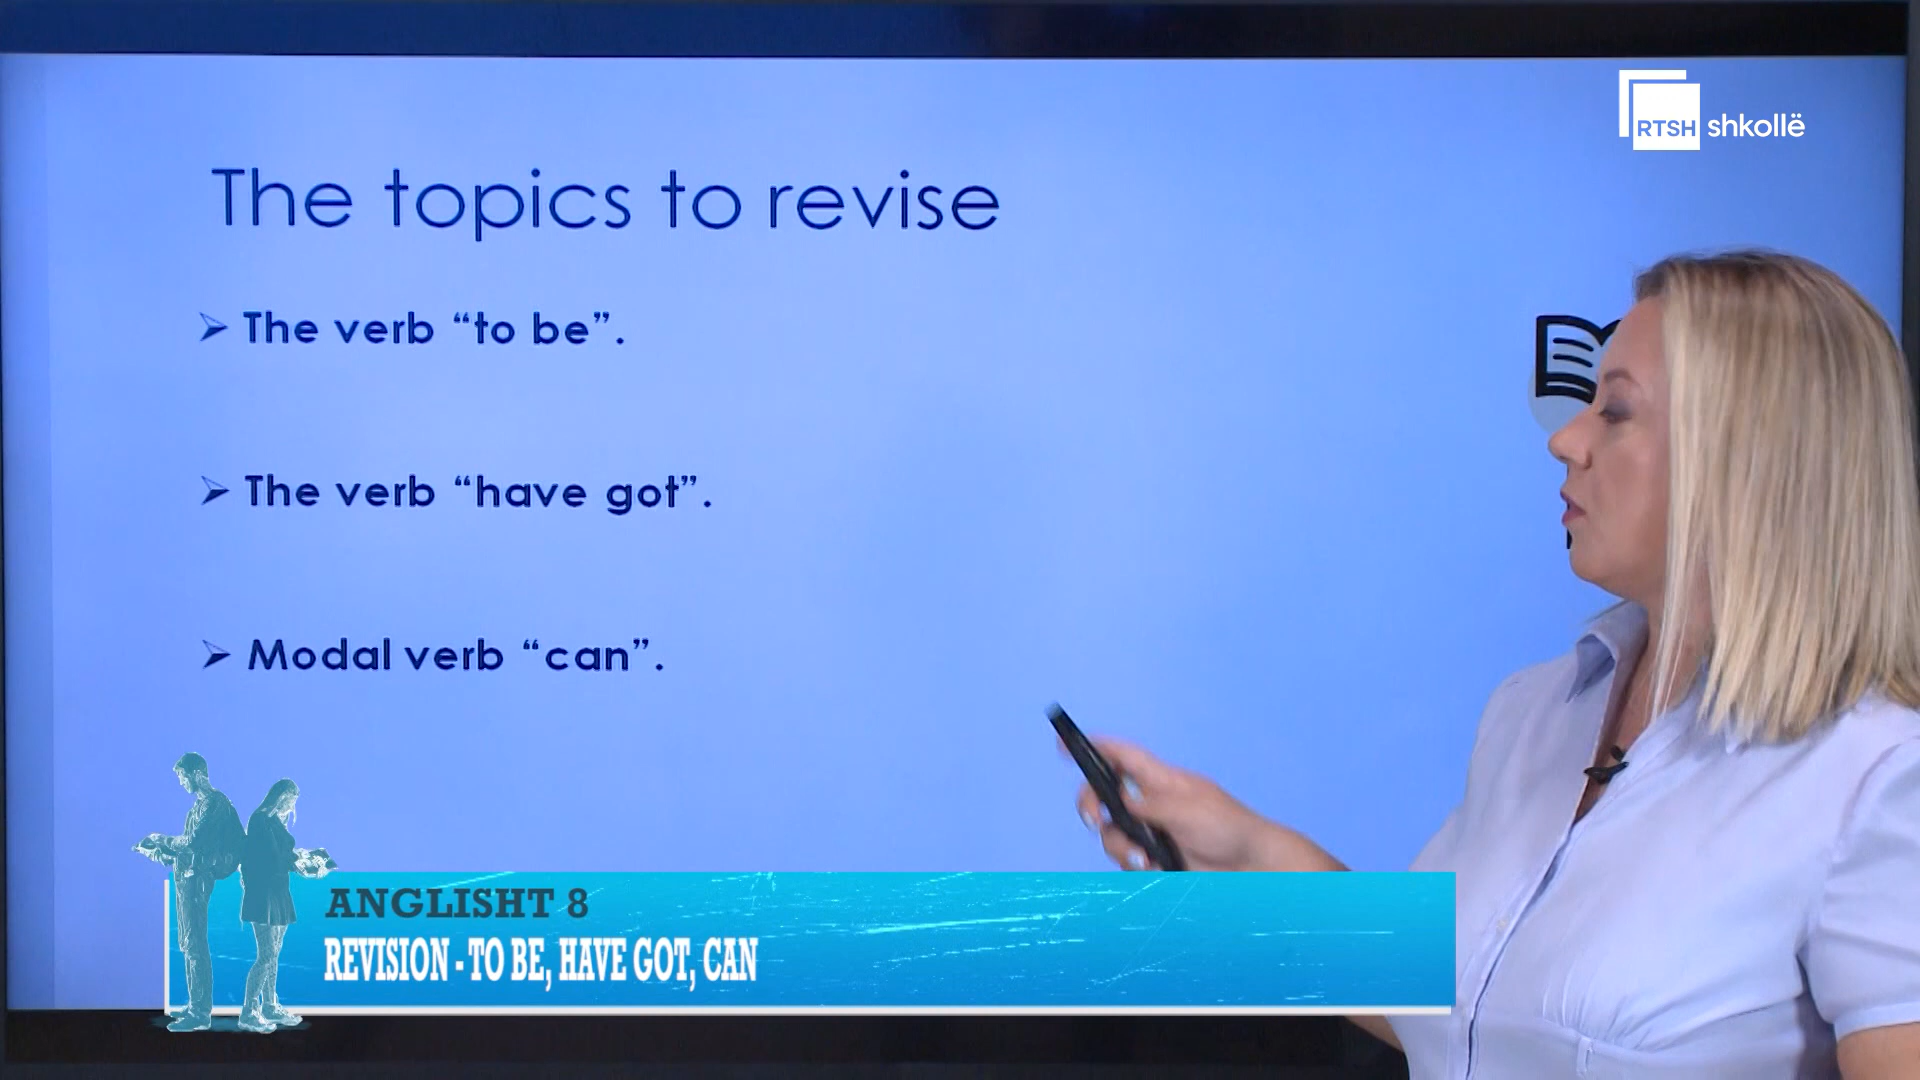 RTSH shkollë
The topics to revise
➢ The verb “to be”.
➢ The verb “have got”.
➢ Modal verb “can”.
ANGLISHT 8
REVISION - TO BE, HAVE GOT, CAN